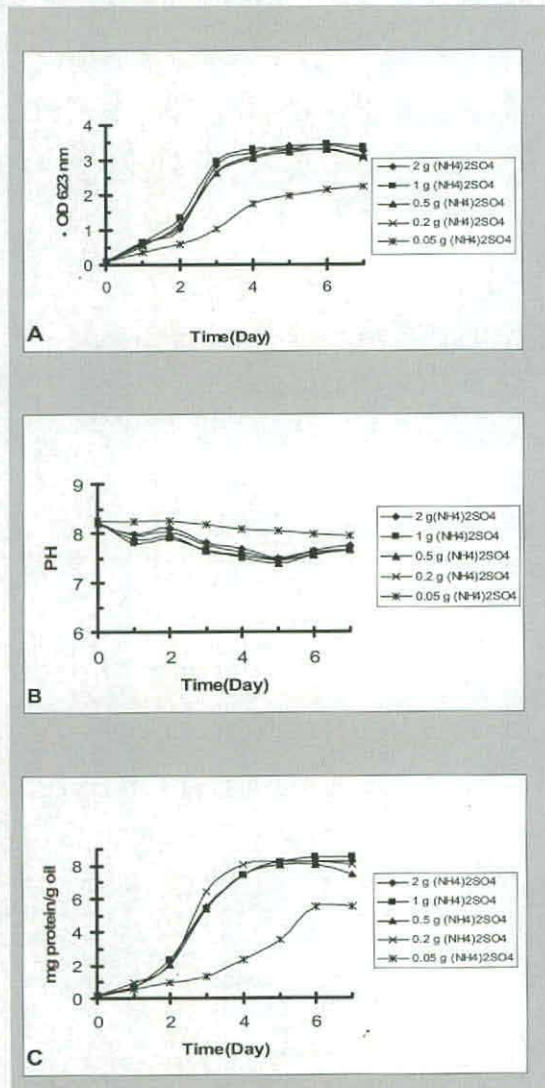 4
3
2
1
0
OD 623 nm
0 2 4 6
Time(Day)
2 g (NH4)2SO4
1 g (NH4)2SO4
0.5 g (NH4)2SO4
0.2 g (NH4)2SO4
0.05 g (NH4)2SO4
A
9
8
7
6
PH
0 2 4 6
Time(Day)
2 g(NH4)2SO4
1 g (NH4)2SO4
0.5 g (NH4)2SO4
0.2 g (NH4)2SO4
0.05 g (NH4)2SO4
B
8
6
4
2
0
mg protein/g oil
0 2 4 6
Time(Day)
2 g (NH4)2SO4
1 g (NH4)2SO4
0.5 g (NH4)2SO4
0.2 g (NH4)2SO4
0.05 g (NH4)2SO4
C